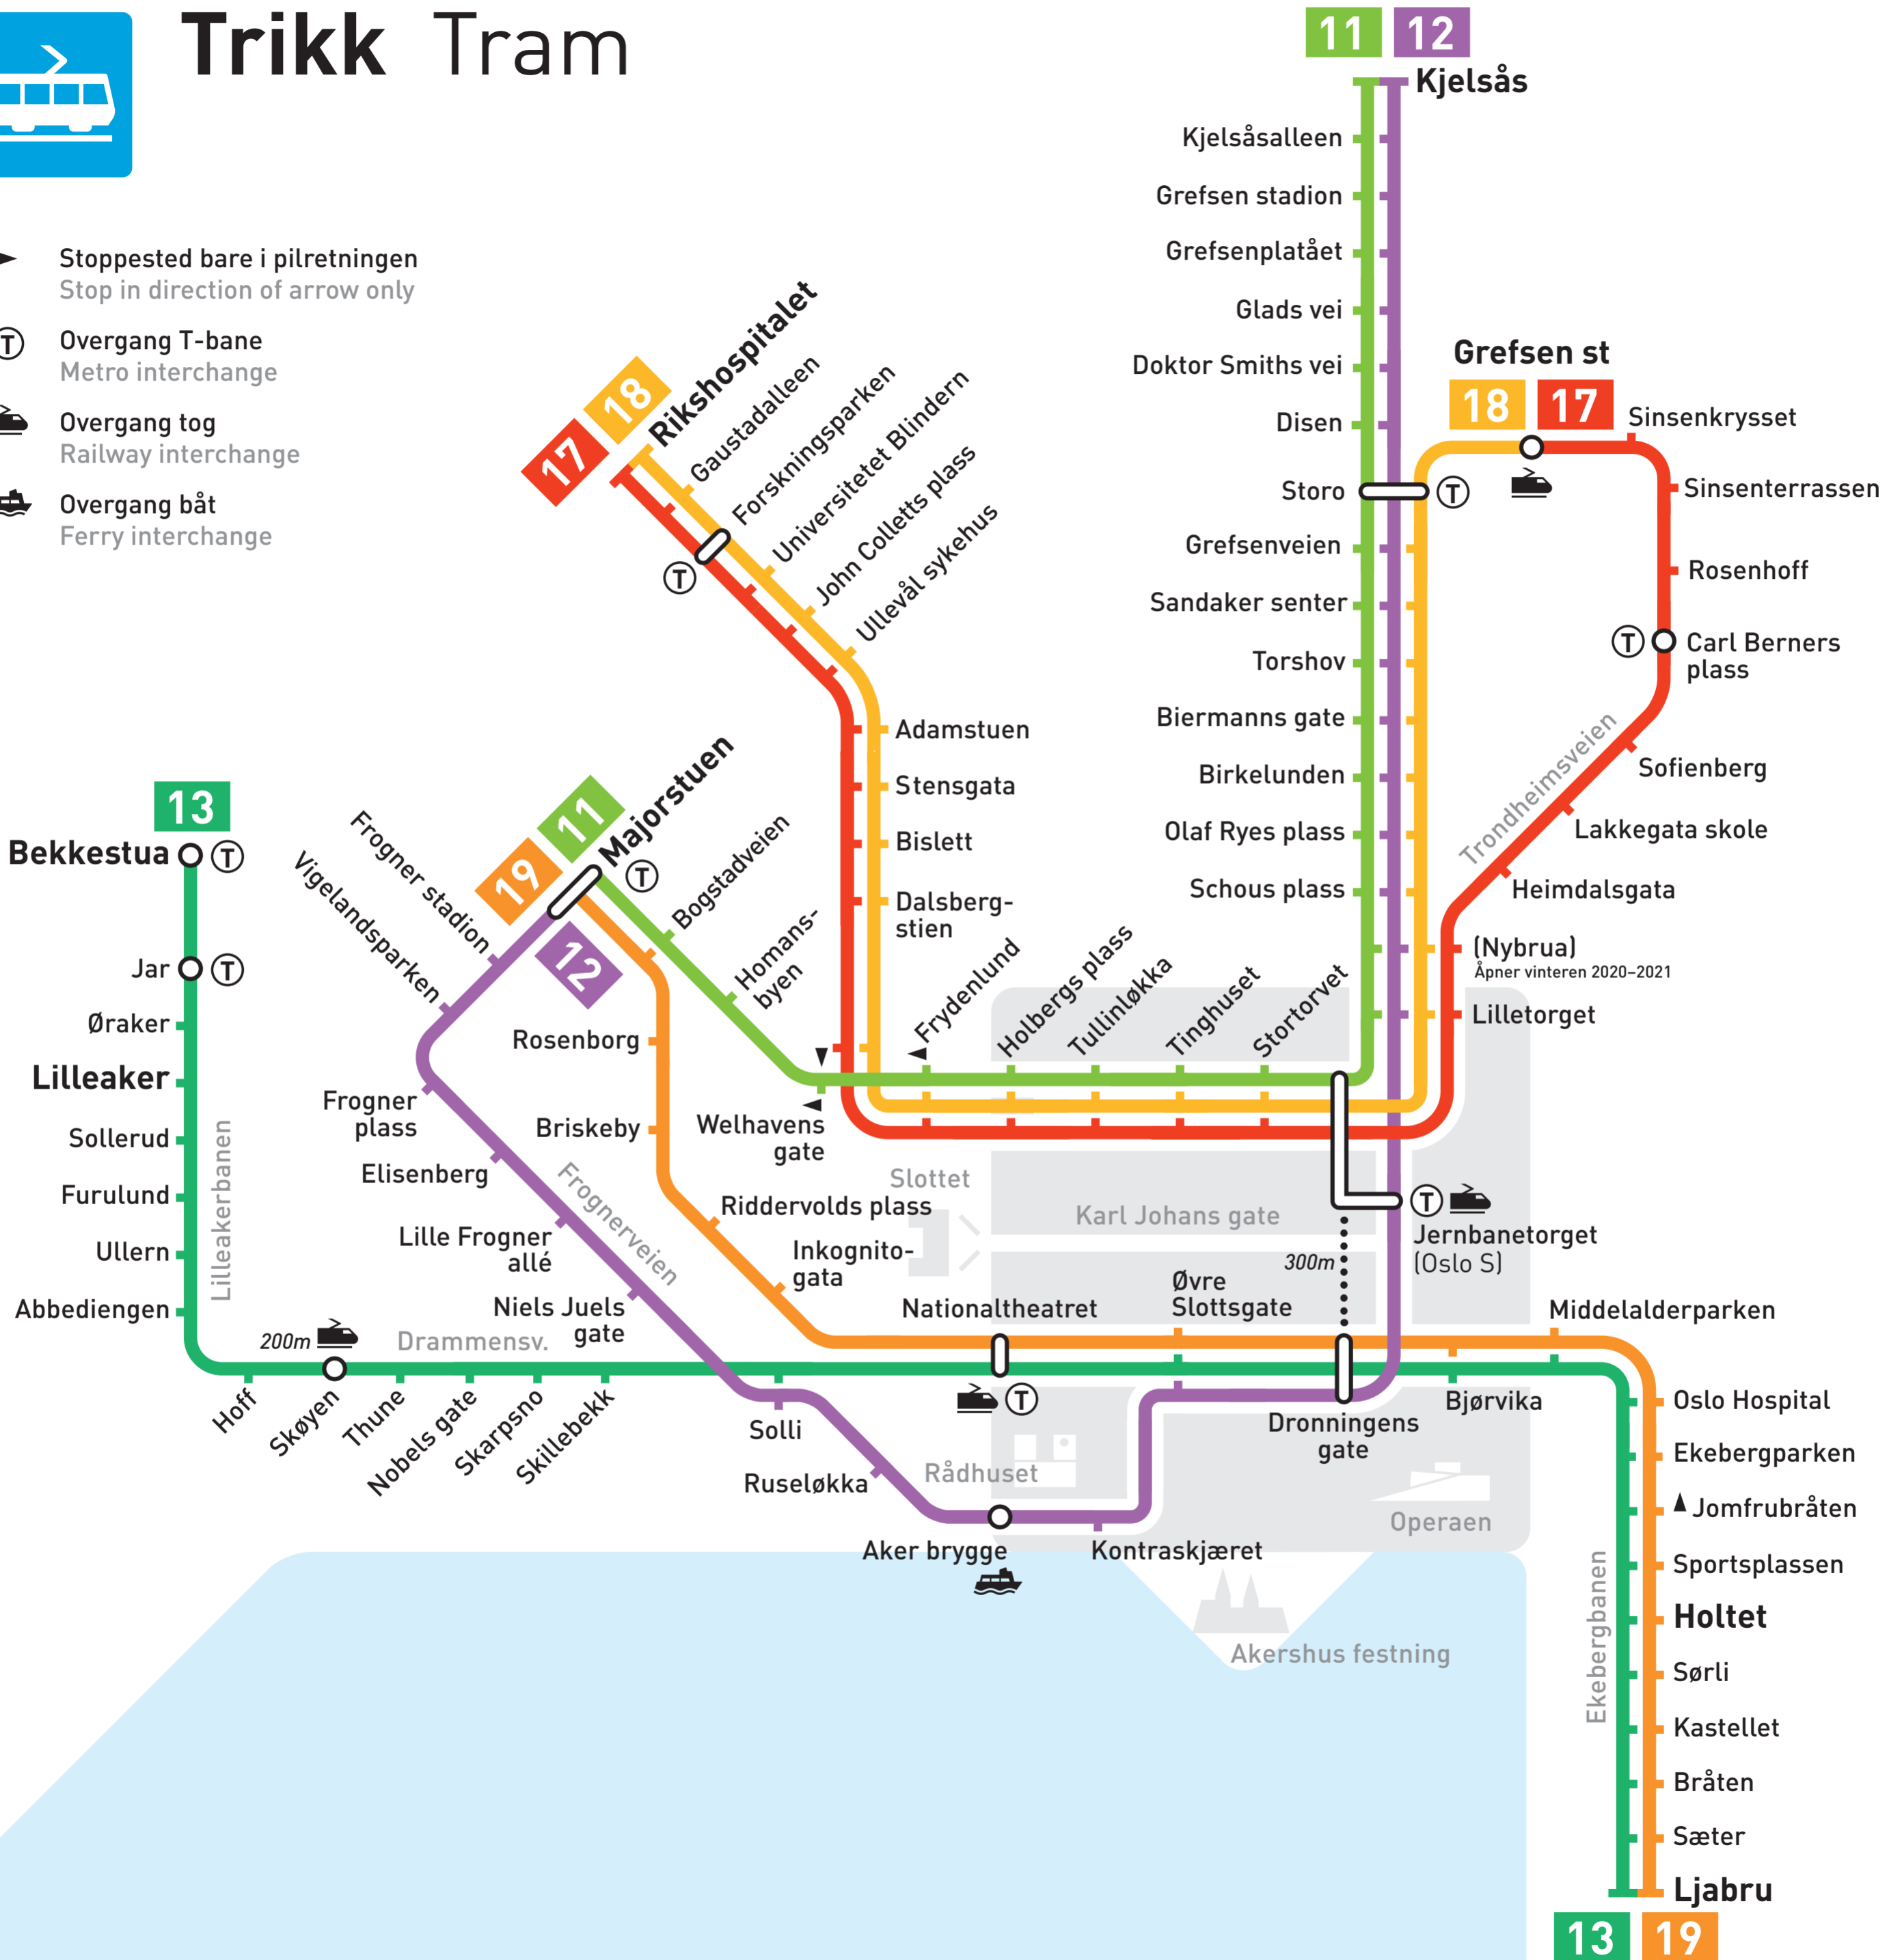 Trikk Tram
Stoppested bare i pilretningen
Stop in direction of arrow only
T
Overgang T-bane
Metro interchange
Overgang tog
Railway interchange
Overgang båt
Ferry interchange
11 12
Kjelsås
Kjelsåsalleen
Grefsen stadion
Grefsenplatået
Glads vei
Doktor Smiths vei
Disen
Storo
T
Grefsenveien
Sandaker senter
Torshov
Biermanns gate
Birkelunden
Olaf Ryes plass
Schous plass
Grefsen st
18 17
Sinsenkrysset
Sinsenterrassen
Rosenhoff
T
Carl Berners
plass
Trondheimsveien
Sofienberg
Lakkegata skole
Heimdalsgata
(Nybrua)
Åpner vinteren 2020–2021
Lilletorget
17 18
Rikshospitalet
Gaustadalleen
Forskningsparken
T
Universitetet Blindern
John Colletts plass
Ullevål sykehus
Adamstuen
Stensgata
Bislett
Dalsberg-
stien
Frydenlund
Holbergs plass
Tullinløkka
Tinghuset
Stortorvet
13
Bekkestua
T
Jar
T
Øraker
Lilleaker
Sollerud
Furulund
Ullern
Abbediengen
Lilleakerbanen
200m
Drammensv.
Hoff
Skøyen
Thune
Nobels gate
Skarpsno
Skillebekk
19 11
Majorstuen
T
12
Frogner stadion
Vigelandsparken
Frogner
plass
Elisenberg
Lille Frogner
allé
Niels Juels
gate
Frognerveien
Bogstadveien
Homans-
byen
Rosenborg
Briskeby
Welhavens
gate
Riddervolds plass
Inkognito-
gata
Slottet
Karl Johans gate
Nationaltheatret
T
Øvre
Slottsgate
300m
T
Jernbanetorget
(Oslo S)
Middelalderparken
Solli
Ruseløkka
Rådhuset
Aker brygge
Kontraskjæret
Dronningens
gate
Bjørvika
Operaen
Akershus festning
Oslo Hospital
Ekebergparken
Jomfrubråten
Sportsplassen
Holtet
Sørli
Kastellet
Bråten
Sæter
Ljabru
Ekebergbanen
13 19